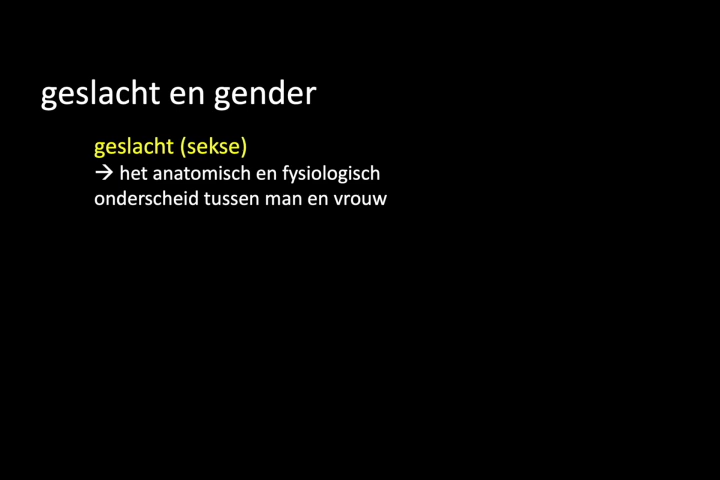 geslacht en gender
geslacht (sekse)
→ het anatomisch en fysiologisch
onderscheid tussen man en vrouw